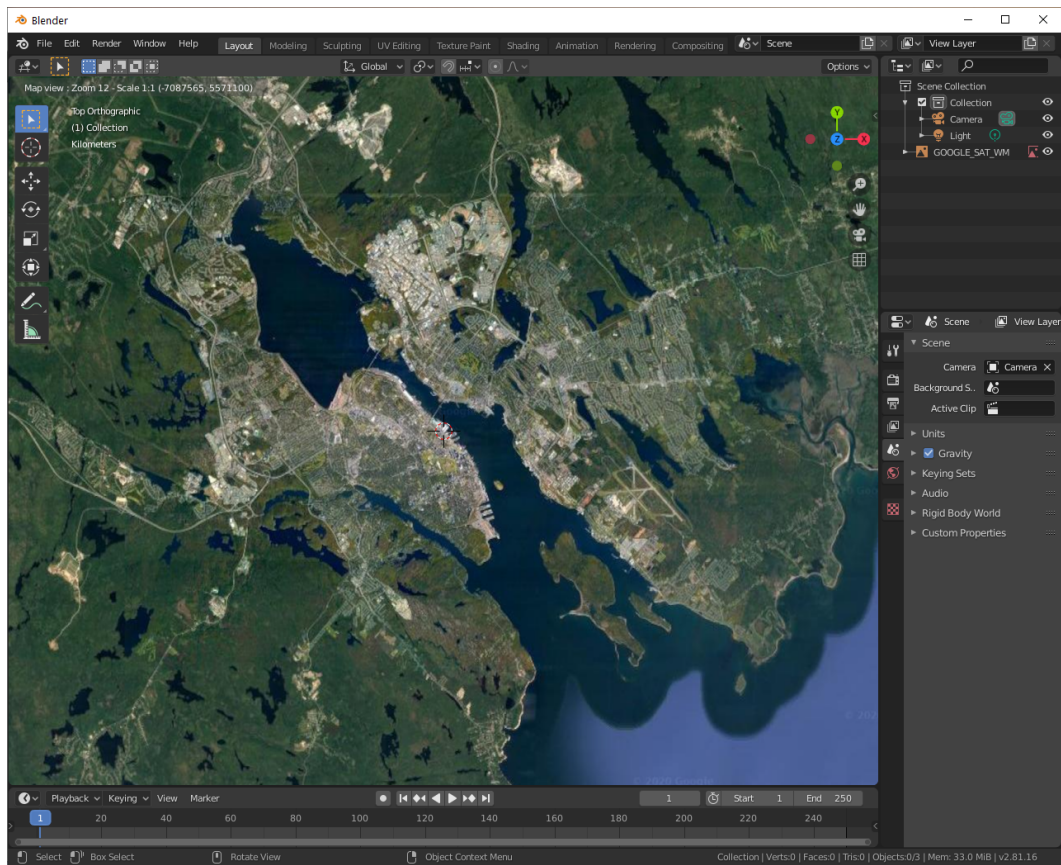 Blender
File Edit Render Window Help Layout Modeling Sculpting UV Editing Texture Paint Shading Animation Rendering Compositing Scene View Layer
Global Options
Map view : Zoom 12 - Scale 1:1 (-7087565, 5571100)
Top Orthographic
(1) Collection
Kilometers
Y
Z
X
Scene Collection
Collection
Camera
Light
GOOGLE_SAT_WM
Scene View Layer
Scene
Camera Camera
Background S..
Active Clip
Units
Gravity
Keying Sets
Audio
Rigid Body World
Custom Properties
© 2020 Google
Playback Keying View Marker 1 Start 1 End 250
1 20 40 60 80 100 120 140 160 180 200 220 240
Select Box Select Rotate View Object Context Menu Collection | Verts:0 | Faces:0 | Tris:0 | Objects:0/3 | Mem: 33.0 MiB | v2.81.16